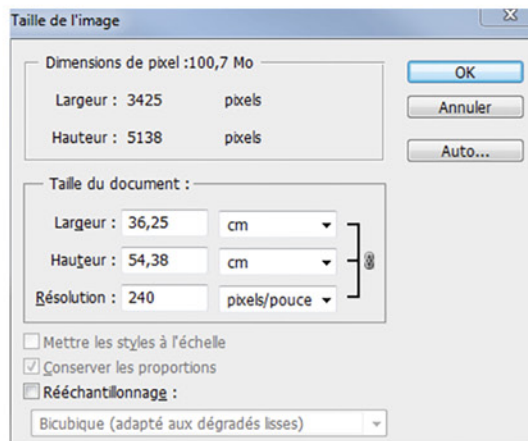 Taille de l'image
Dimensions de pixel :100,7 Mo
Largeur : 3425 pixels
Hauteur : 5138 pixels
OK
Annuler
Auto...
Taille du document :
Largeur : 36,25 cm
Hauteur : 54,38 cm
Résolution : 240 pixels/pouce
Mettre les styles à l'échelle
Conserver les proportions
Rééchantillonnage :
Bicubique (adapté aux dégradés lisses)